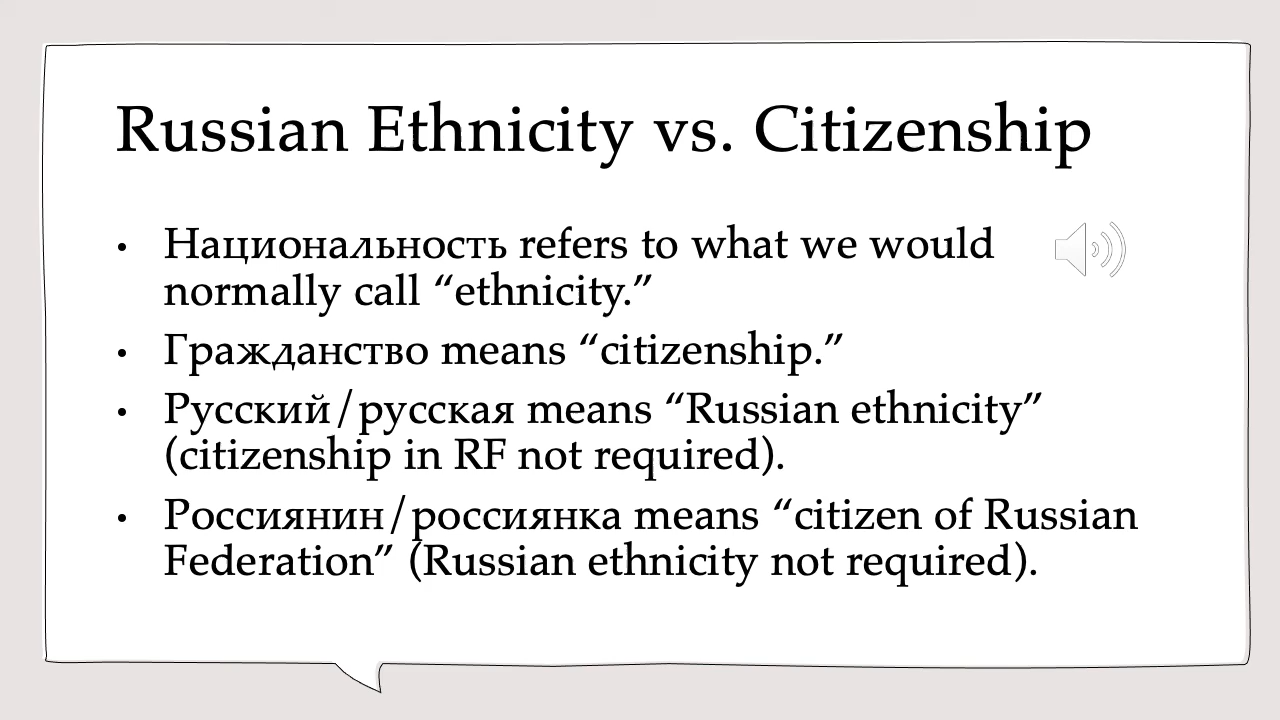 Russian Ethnicity vs. Citizenship
• Национальность refers to what we would
normally call “ethnicity.”
• Гражданство means “citizenship.”
• Русский/русская means “Russian ethnicity”
(citizenship in RF not required).
• Россиянин/россиянка means “citizen of Russian
Federation” (Russian ethnicity not required).